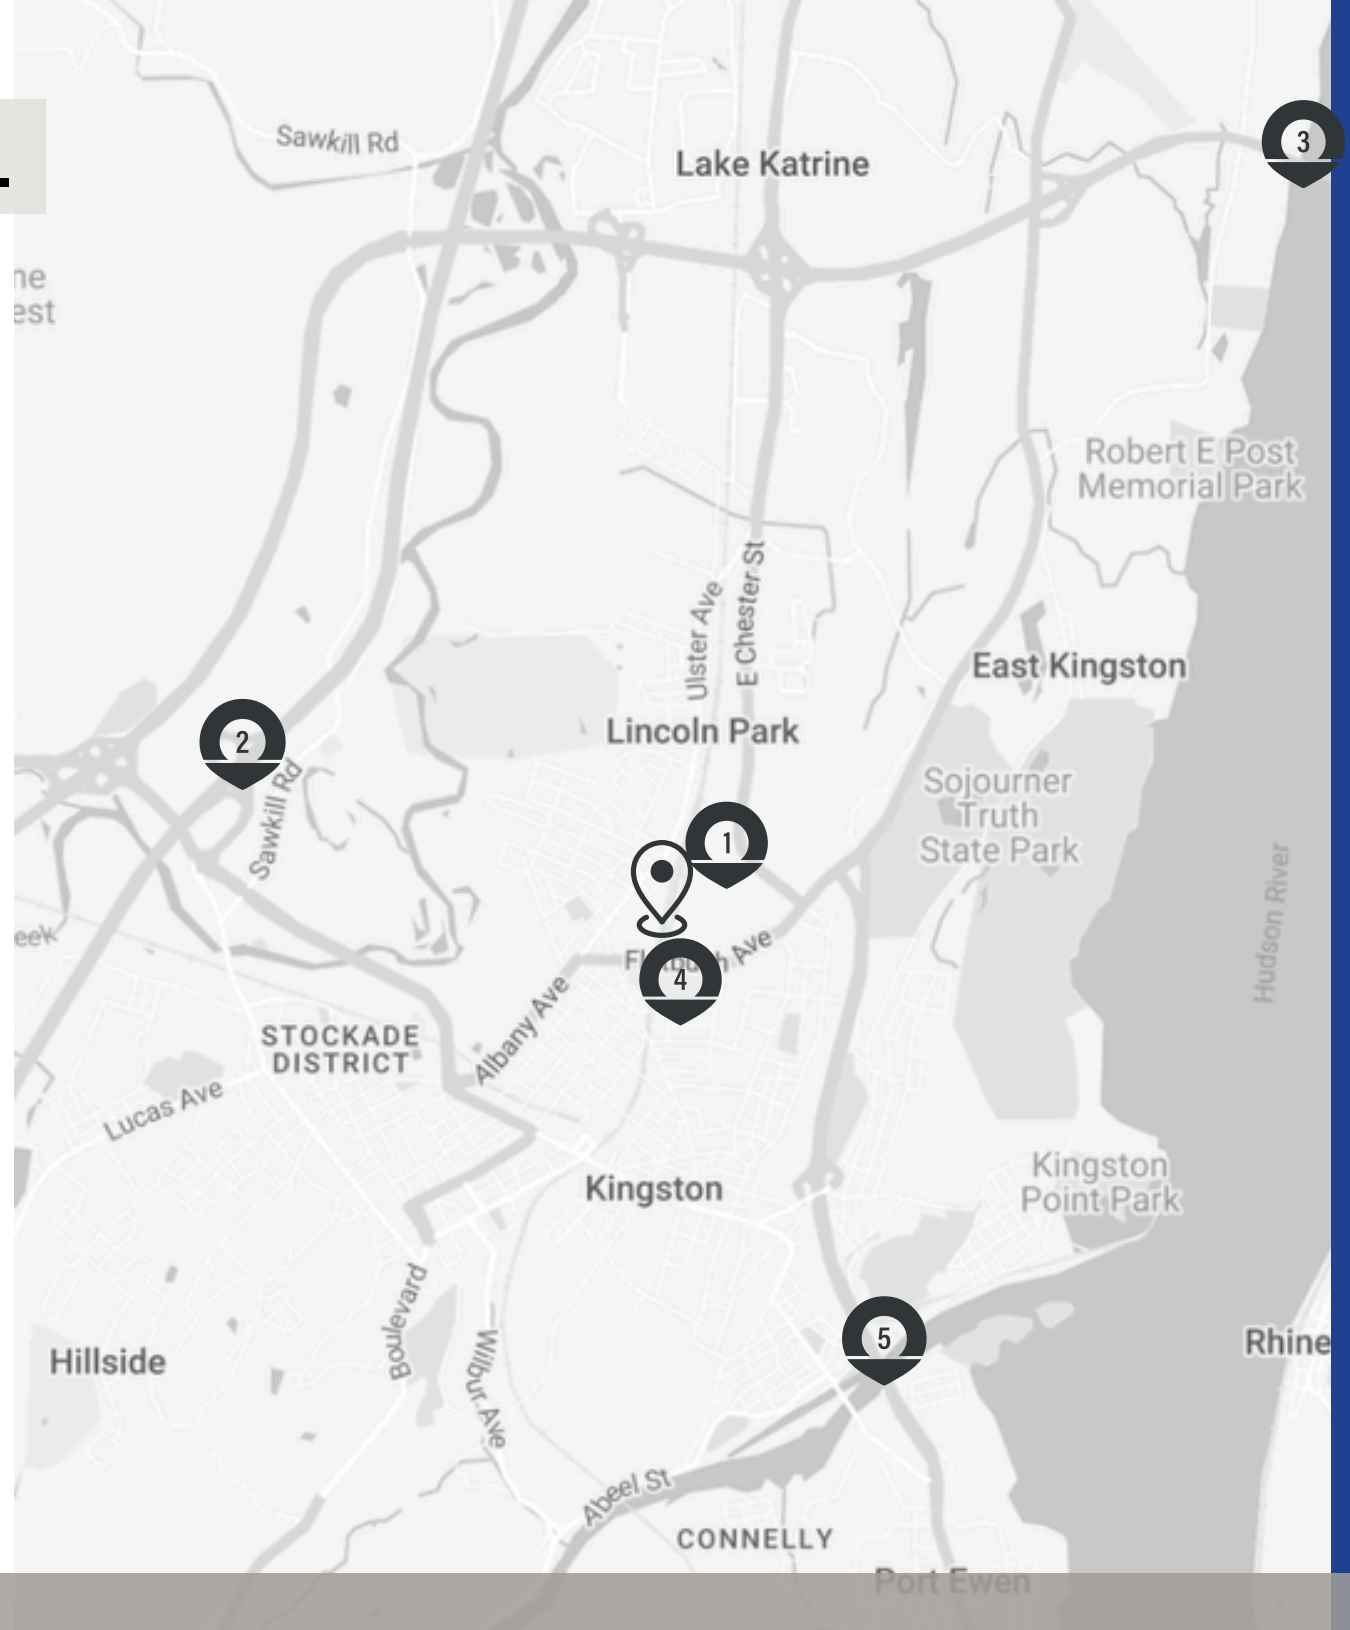 Sawkill Rd
Lake Katrine
3
ne
est
Robert E Post
Memorial Park
Ulster Ave
E Chester St
East Kingston
Lincoln Park
2
Sawkill Rd
Sojourner
Truth
State Park
1
Hudson River
eek
Flatbush Ave
4
Albany Ave
STOCKADE
DISTRICT
Lucas Ave
Kingston
Kingston
Point Park
Boulevard
5
Wilbur Ave
Hillside
Rhine
Abeel St
CONNELLY
Port Ewen